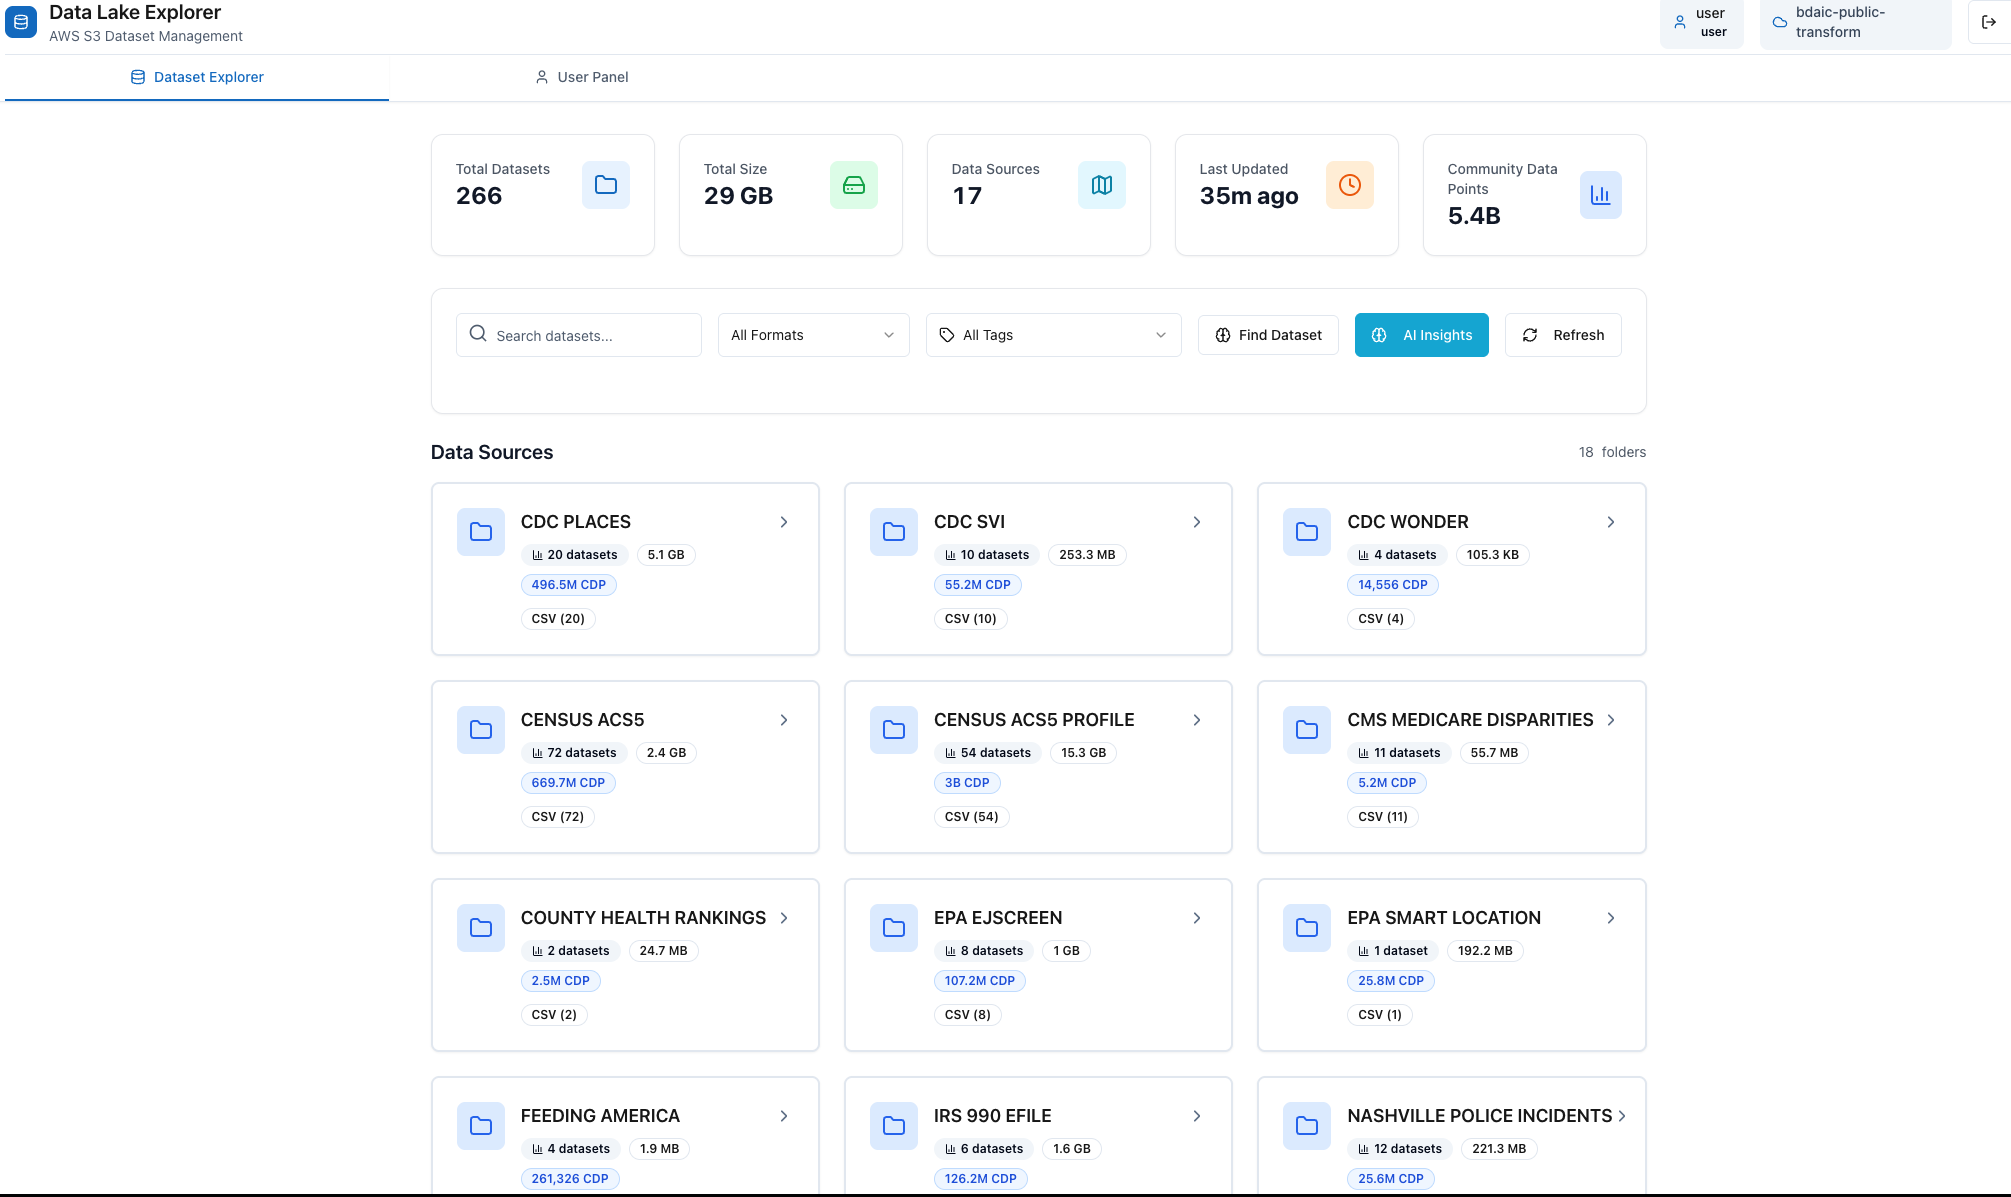 Data Lake Explorer
AWS S3 Dataset Management
user
user
bdaic-public-
transform
Dataset Explorer
User Panel
Total Datasets
266
Total Size
29 GB
Data Sources
17
Last Updated
35m ago
Community Data
Points
5.4B
Search datasets...
All Formats
All Tags
Find Dataset
AI Insights
Refresh
Data Sources
18 folders
CDC PLACES
20 datasets
5.1 GB
496.5M CDP
CSV (20)
CDC SVI
10 datasets
253.3 MB
55.2M CDP
CSV (10)
CDC WONDER
4 datasets
105.3 KB
14,556 CDP
CSV (4)
CENSUS ACS5
72 datasets
2.4 GB
669.7M CDP
CSV (72)
CENSUS ACS5 PROFILE
54 datasets
15.3 GB
3B CDP
CSV (54)
CMS MEDICARE DISPARITIES
11 datasets
55.7 MB
5.2M CDP
CSV (11)
COUNTY HEALTH RANKINGS
2 datasets
24.7 MB
2.5M CDP
CSV (2)
EPA EJSCREEN
8 datasets
1 GB
107.2M CDP
CSV (8)
EPA SMART LOCATION
1 dataset
192.2 MB
25.8M CDP
CSV (1)
FEEDING AMERICA
4 datasets
1.9 MB
261,326 CDP
IRS 990 EFILE
6 datasets
1.6 GB
126.2M CDP
NASHVILLE POLICE INCIDENTS
12 datasets
221.3 MB
25.6M CDP